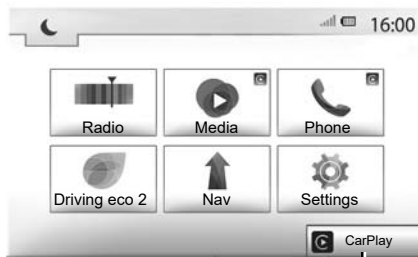 16:00
Radio
Media
Phone
Driving eco 2
Nav
Settings
CarPlay